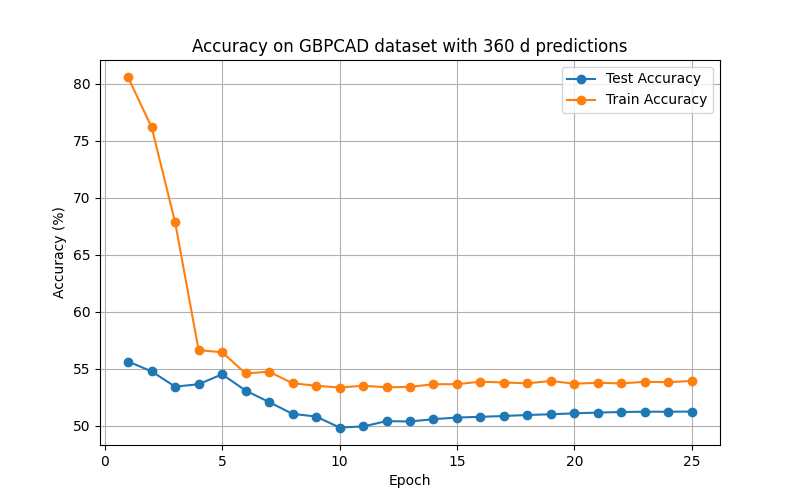 Accuracy on GBPCAD dataset with 360 d predictions
Test Accuracy
Train Accuracy
Accuracy (%)
80
75
70
65
60
55
50
0 5 10 15 20 25
Epoch